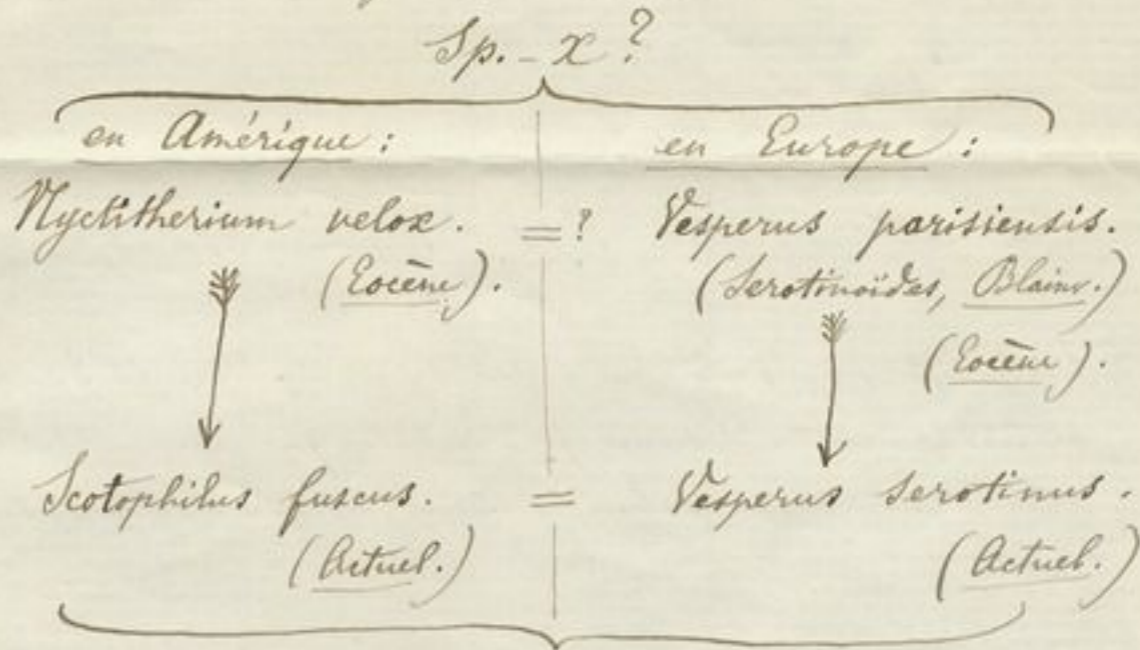 Sp. - x ?
en Amérique :
en Europe :
Nyctitherium velox. = ? Vesperus parisiensis.
(Eocène).
(Serotinoïdes, Blainv.)
(Eocène).
Scotophilus fuscus. = Vesperus serotinus.
(Actuel.)
(Actuel.)